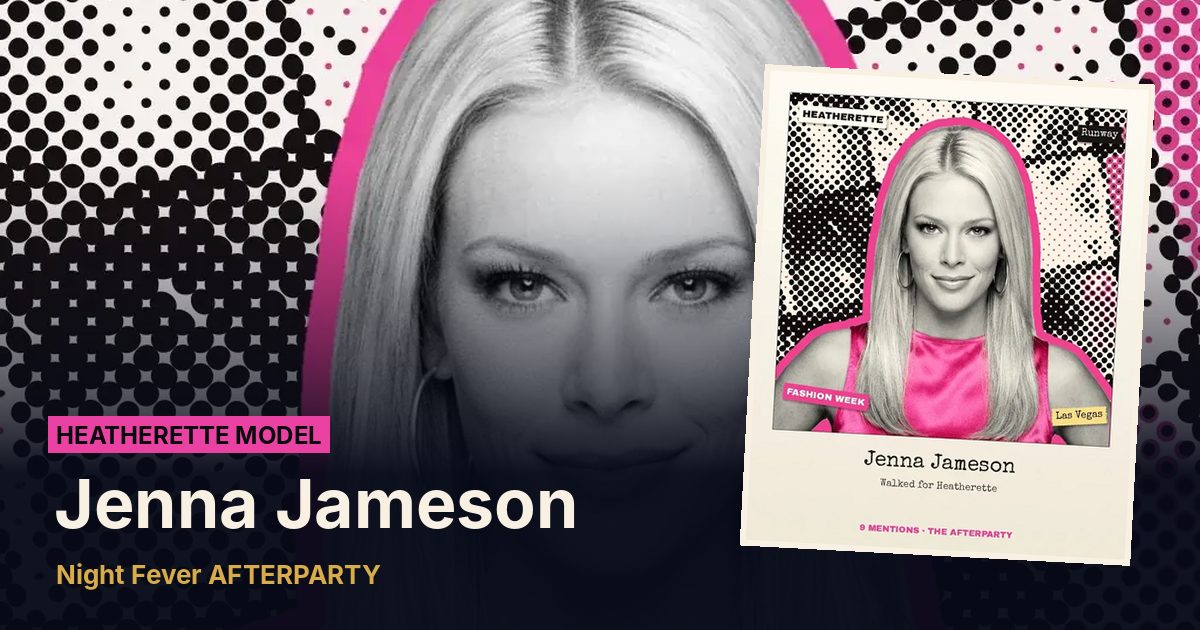 HEATHERETTE MODEL
Jenna Jameson
Night Fever AFTERPARTY
HEATHERETTE
Runway
FASHION WEEK
Las Vegas
Jenna Jameson
Walked for Heatherette
9 MENTIONS · THE AFTERPARTY